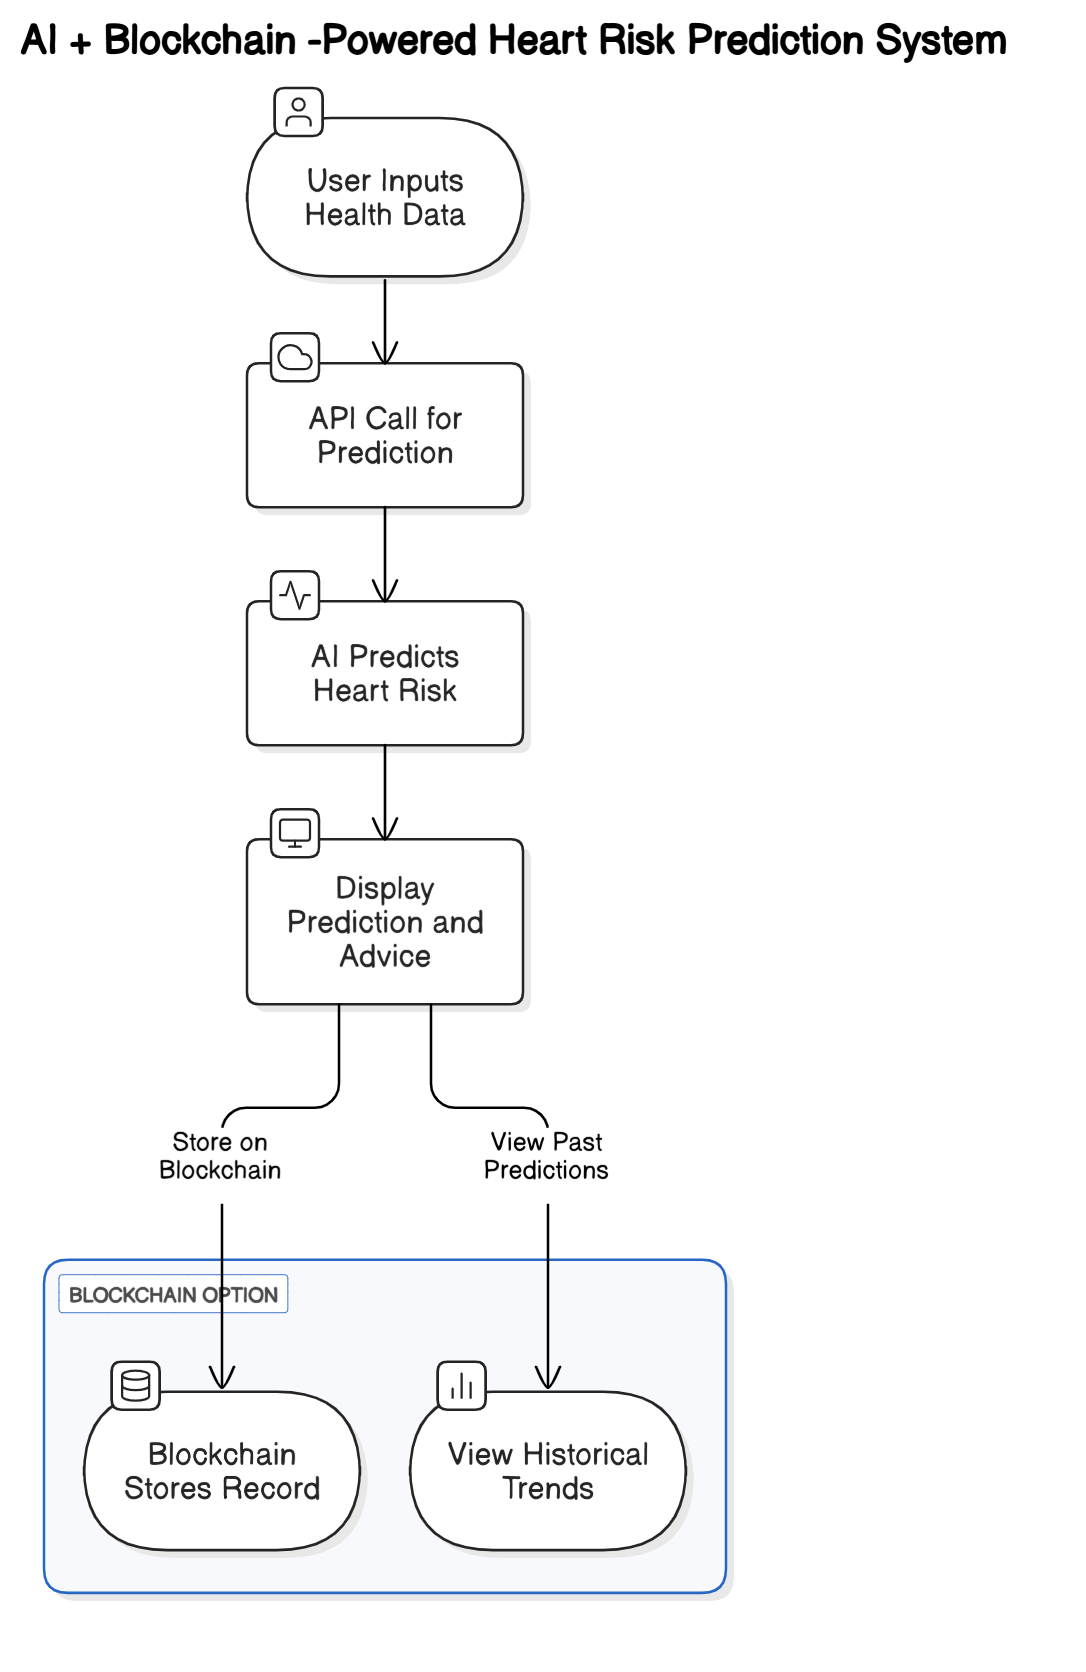 AI + Blockchain -Powered Heart Risk Prediction System
User Inputs
Health Data
API Call for
Prediction
AI Predicts
Heart Risk
Display
Prediction and
Advice
Store on
Blockchain
View Past
Predictions
BLOCKCHAIN OPTION
Blockchain
Stores Record
View Historical
Trends